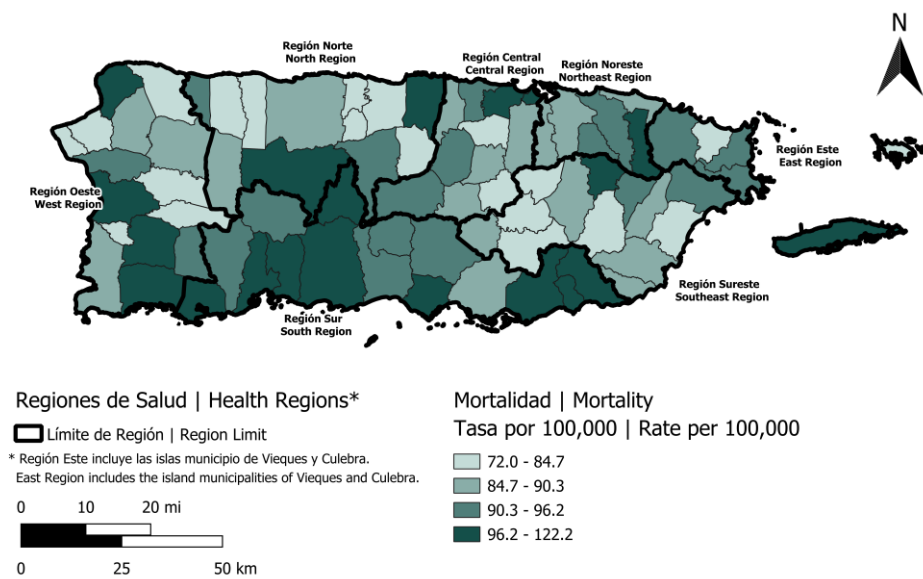 N
Región Norte
North Region
Región Central
Central Region
Región Noreste
Northeast Region
Región Este
East Region
Región Oeste
West Region
Región Sureste
Southeast Region
Región Sur
South Region
Regiones de Salud | Health Regions*
Límite de Región | Region Limit
* Región Este incluye las islas municipio de Vieques y Culebra.
East Region includes the island municipalities of Vieques and Culebra.
0 10 20 mi
0 25 50 km
Mortalidad | Mortality
Tasa por 100,000 | Rate per 100,000
72.0 - 84.7
84.7 - 90.3
90.3 - 96.2
96.2 - 122.2